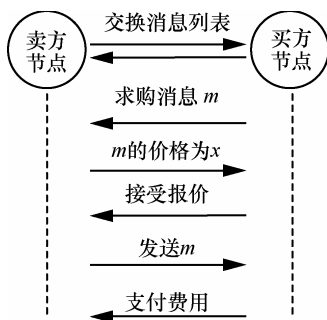 交换消息列表
卖方
节点
买方
节点
求购消息 m
m的价格为x
接受报价
发送m
支付费用